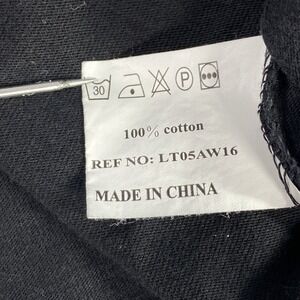 30 P
100% cotton
REF NO: LT05AW16
MADE IN CHINA